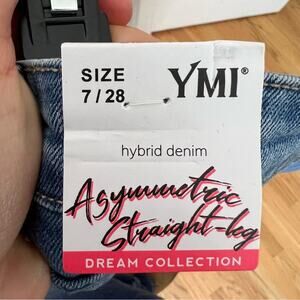 SIZE
7/28
YMI®
hybrid denim
Asymmetric
Straight-leg
DREAM COLLECTION